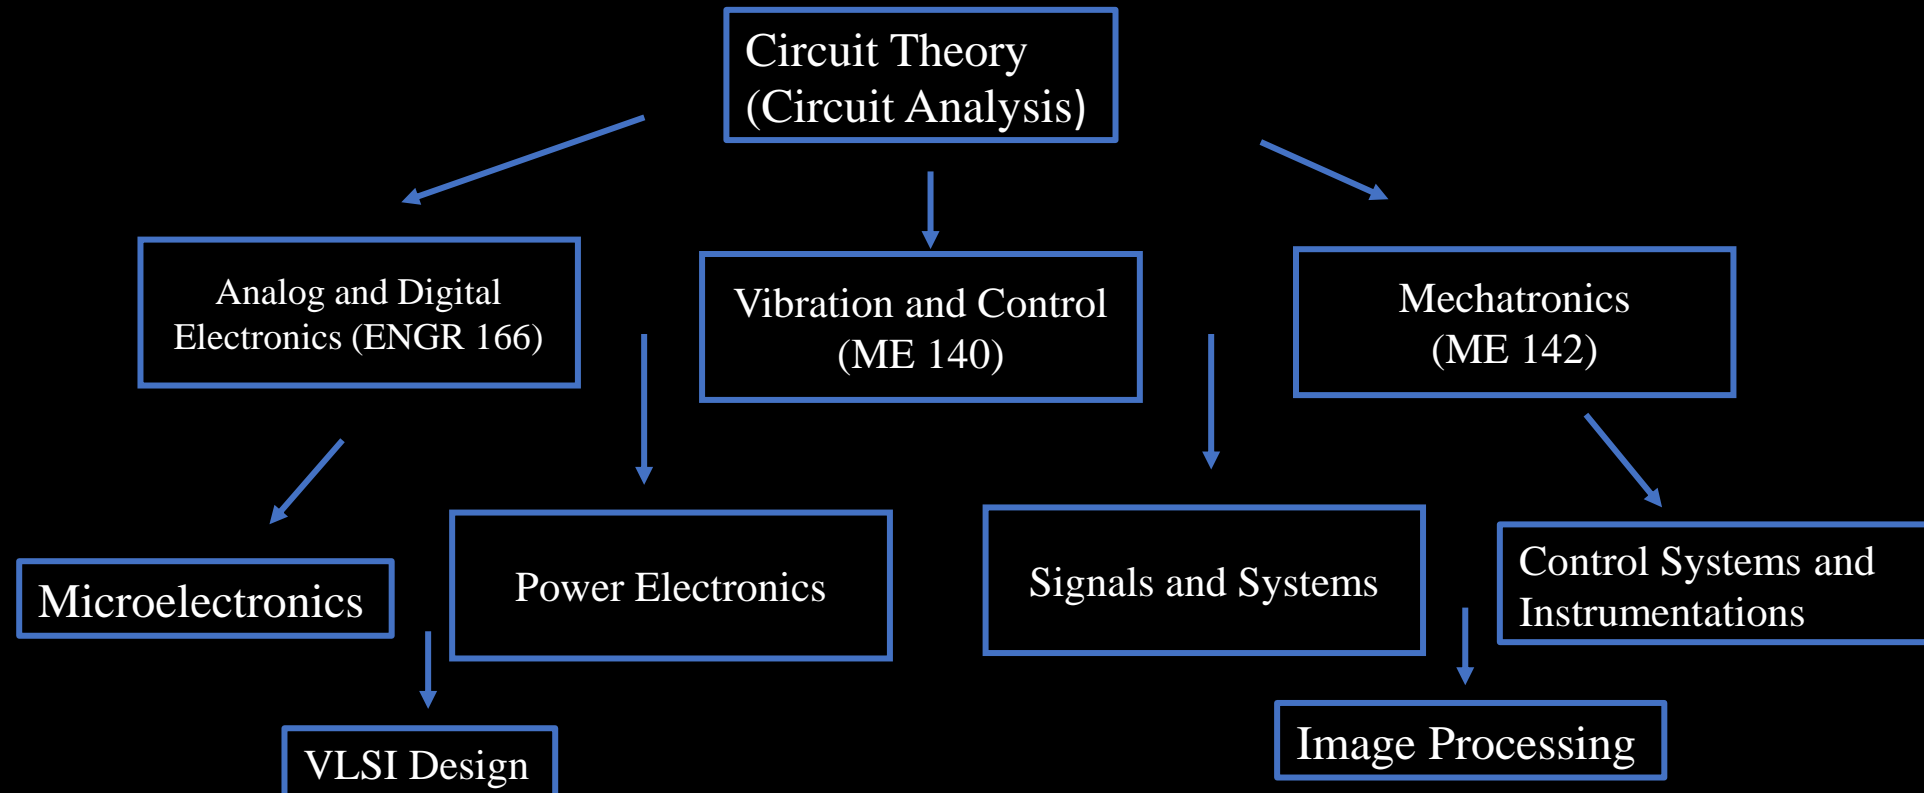 Circuit Theory
(Circuit Analysis)
Analog and Digital
Electronics (ENGR 166)
Vibration and Control
(ME 140)
Mechatronics
(ME 142)
Microelectronics
Power Electronics
Signals and Systems
Control Systems and
Instrumentations
VLSI Design
Image Processing